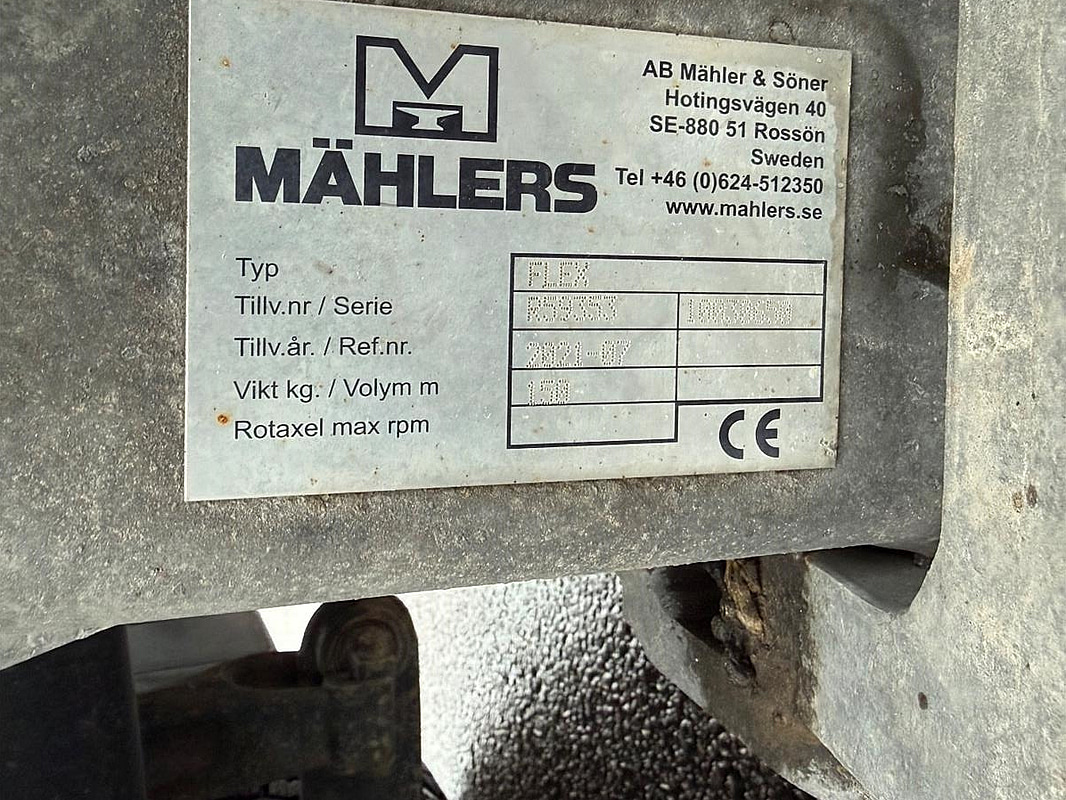 MÄHLERS
AB Mähler & Söner
Hotingsvägen 40
SE-880 51 Rossön
Sweden
Tel +46 (0)624-512350
www.mahlers.se
Typ FLEX
Tillv.nr / Serie R59353
Tillv.år. / Ref.nr. 2021-07
Vikt kg. / Volym m 150
Rotaxel max rpm
CE